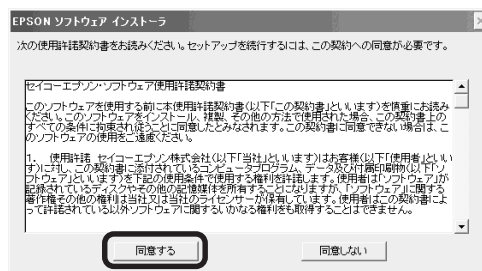 EPSON ソフトウェア インストーラ
次の使用許諾契約書をお読みください。セットアップを続行するには、この契約への同意が必要です。
セイコーエプソン・ソフトウェア使用許諾契約書
このソフトウェアを使用する前に本使用許諾契約書(以下「この契約書」といいます)を慎重にお読み
ください。このソフトウェアをインストール、複製、その他の方法で使用された場合、この契約書上の
すべての条件に拘束され従うことに同意したとみなされます。この契約書に同意できない場合は、こ
のソフトウェアの使用をご遠慮ください。
1. 使用許諾 セイコーエプソン株式会社(以下「当社」といいます)はお客様(以下「使用者」といいま
す)に対し、この契約書に添付されているコンピュータプログラム、データ及び付属印刷物(以下「ソ
フトウェア」といいます)を下記の使用条件で使用する権利を許諾します。使用者は「ソフトウェア」が
記録されているディスクやその他の記憶媒体を所有することになりますが、「ソフトウェア」に関する
著作権その他の権利は当社又は当社のライセンサーが保有しています。使用者はこの契約書によ
って許諾されている以外ソフトウェアに関するいかなる権利をも取得することはできません。
同意する
同意しない